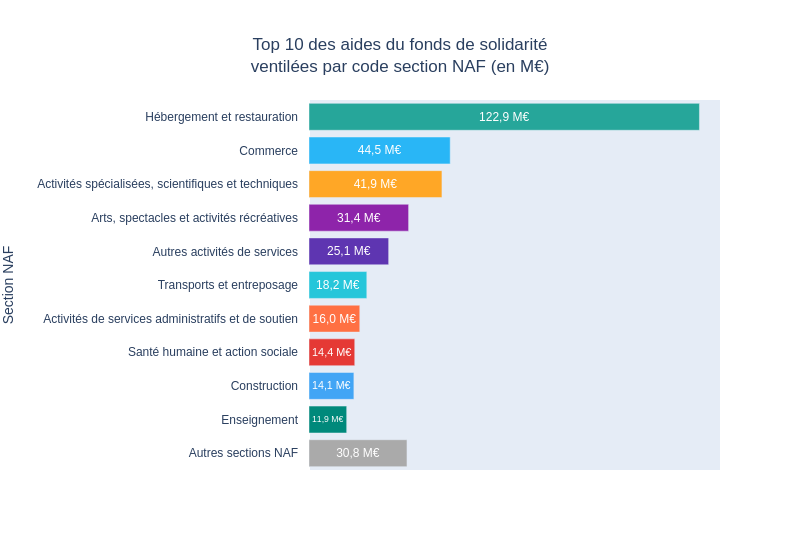 Top 10 des aides du fonds de solidarité
ventilées par code section NAF (en M€)
Section NAF
Hébergement et restauration 122,9 M€
Commerce 44,5 M€
Activités spécialisées, scientifiques et techniques 41,9 M€
Arts, spectacles et activités récréatives 31,4 M€
Autres activités de services 25,1 M€
Transports et entreposage 18,2 M€
Activités de services administratifs et de soutien 16,0 M€
Santé humaine et action sociale 14,4 M€
Construction 14,1 M€
Enseignement 11,9 M€
Autres sections NAF 30,8 M€